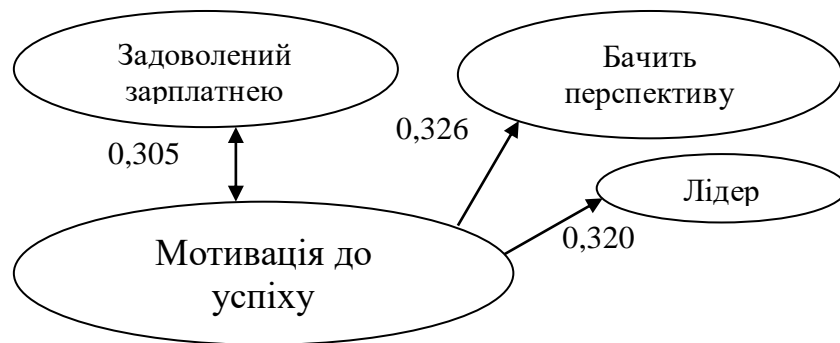 Задоволений
зарплатнею
Бачить
перспективу
0,305
0,326
Лідер
0,320
Мотивація до
успіху